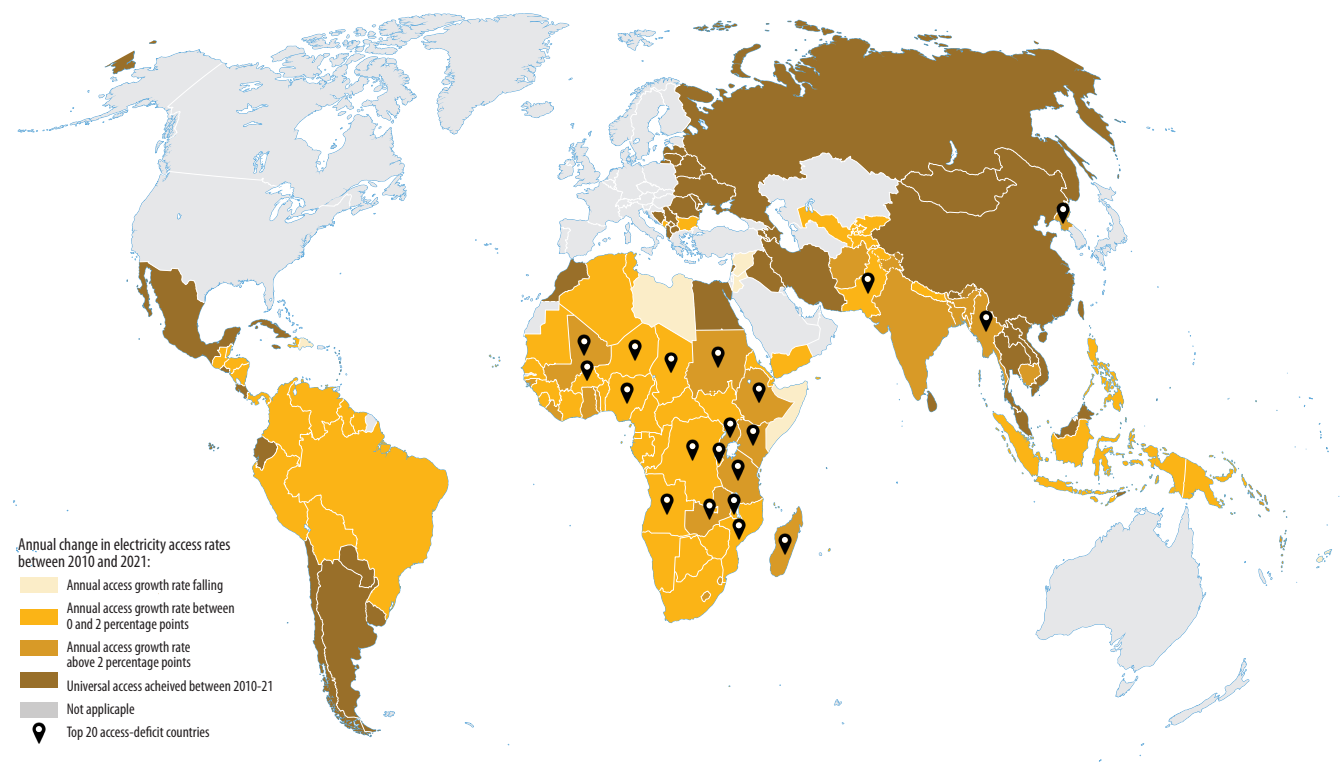 Annual change in electricity access rates
between 2010 and 2021:
Annual access growth rate falling
Annual access growth rate between
0 and 2 percentage points
Annual access growth rate
above 2 percentage points
Universal access acheived between 2010-21
Not applicaple
Top 20 access-deficit countries